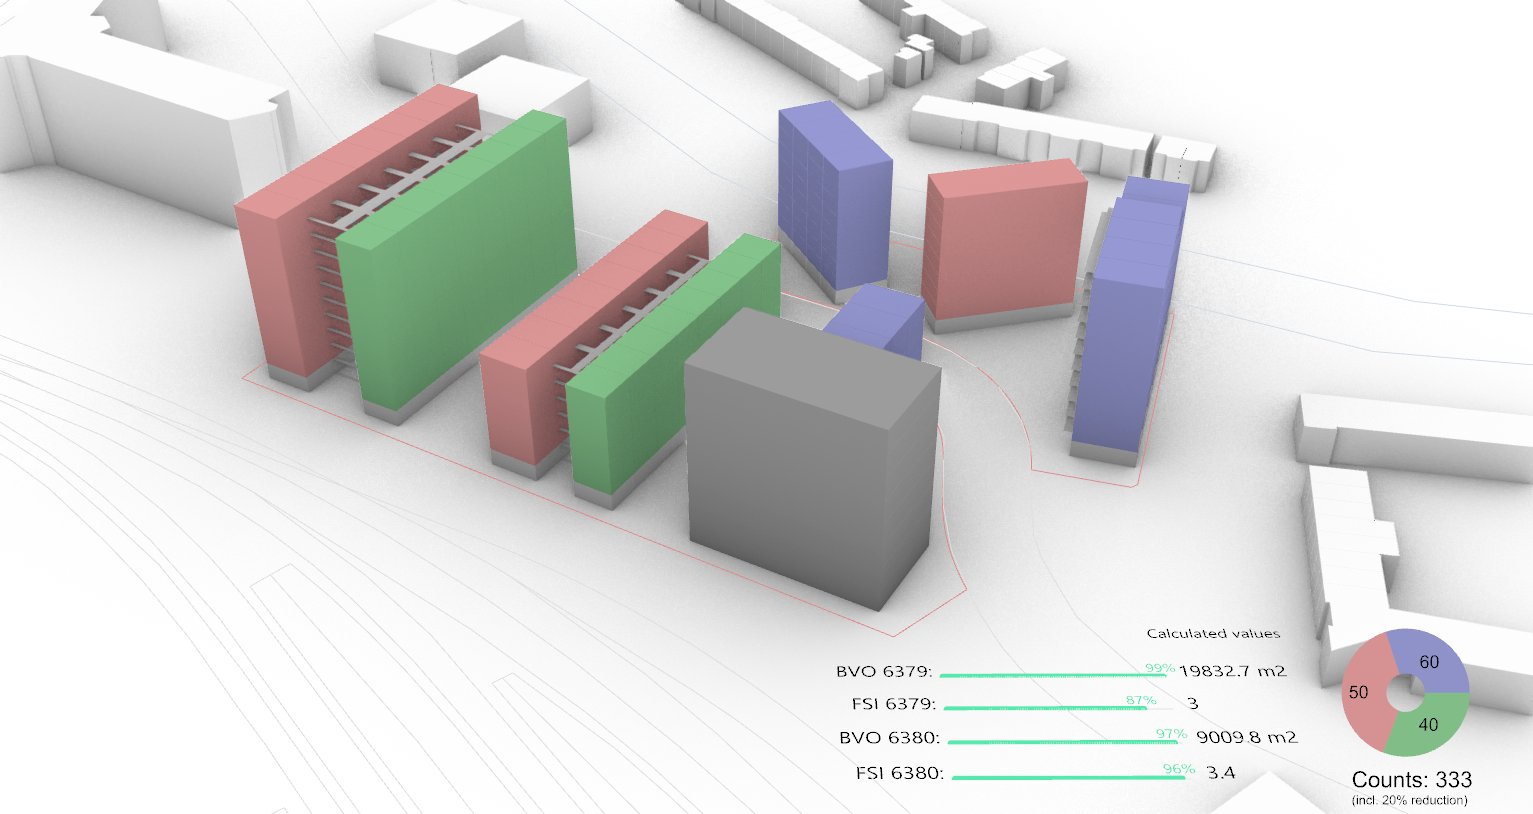 Calculated values
BVO 6379: 99% 19832.7 m2
FSI 6379: 87% 3
BVO 6380: 97% 9009.8 m2
FSI 6380: 96% 3.4
60
50
40
Counts: 333
(incl. 20% reduction)